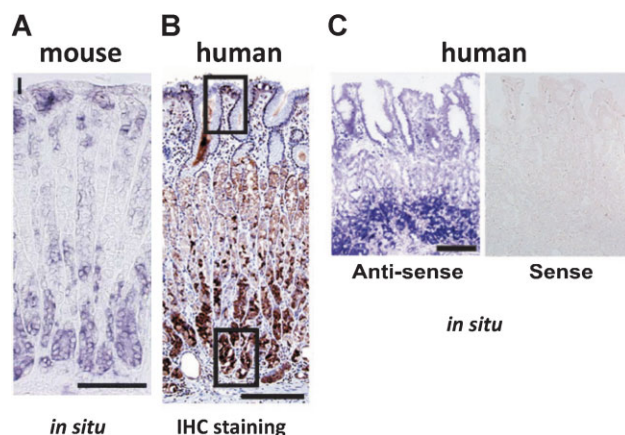 A
mouse
in situ
B
human
IHC staining
C
human
Anti-sense
Sense
in situ